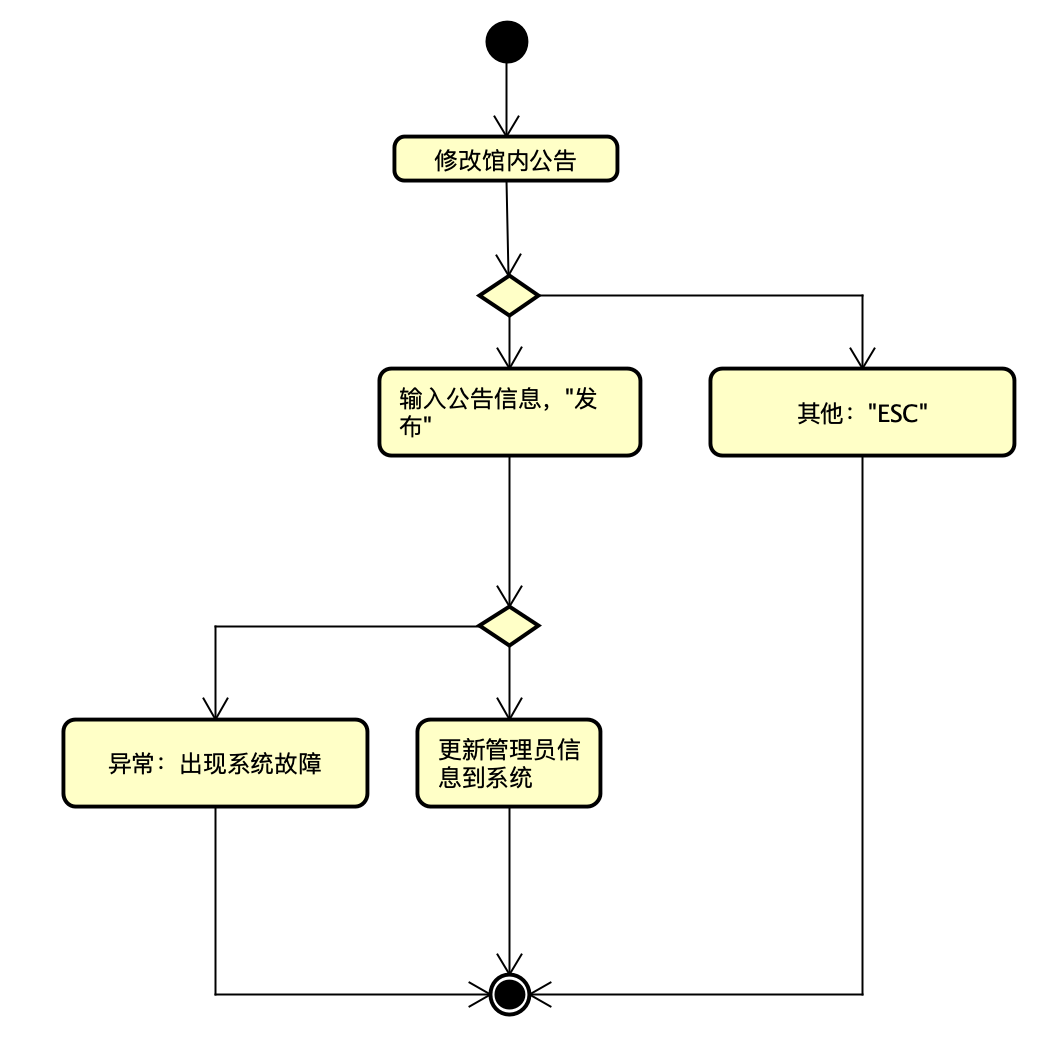 修改馆内公告
输入公告信息，"发
布"
其他："ESC"
异常：出现系统故障
更新管理员信
息到系统